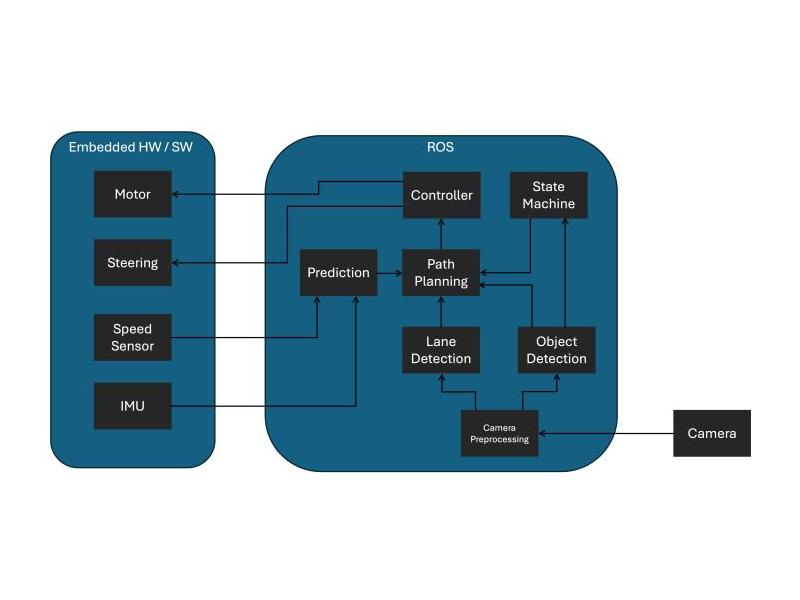 Embedded HW / SW
Motor
Steering
Speed
Sensor
IMU
ROS
Controller
State
Machine
Prediction
Path
Planning
Lane
Detection
Object
Detection
Camera
Preprocessing
Camera